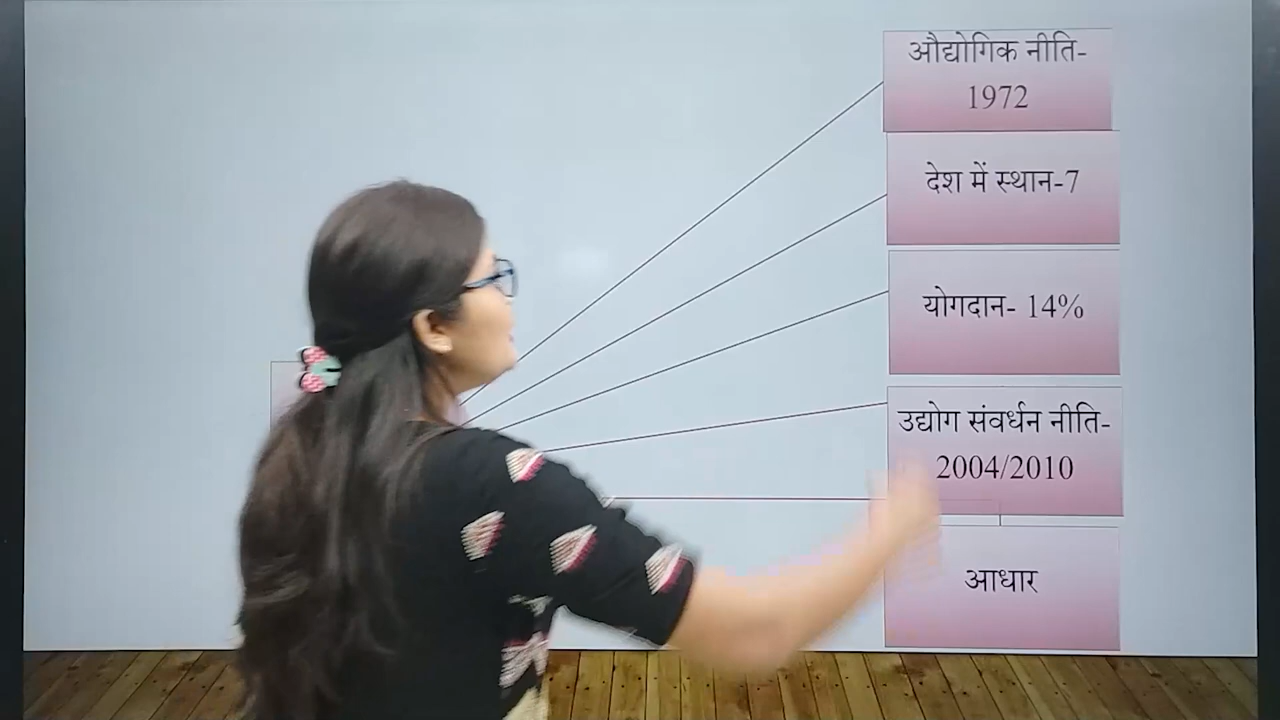 औद्योगिक नीति-
1972
देश में स्थान-7
योगदान- 14%
उद्योग संवर्धन नीति-
2004/2010
आधार